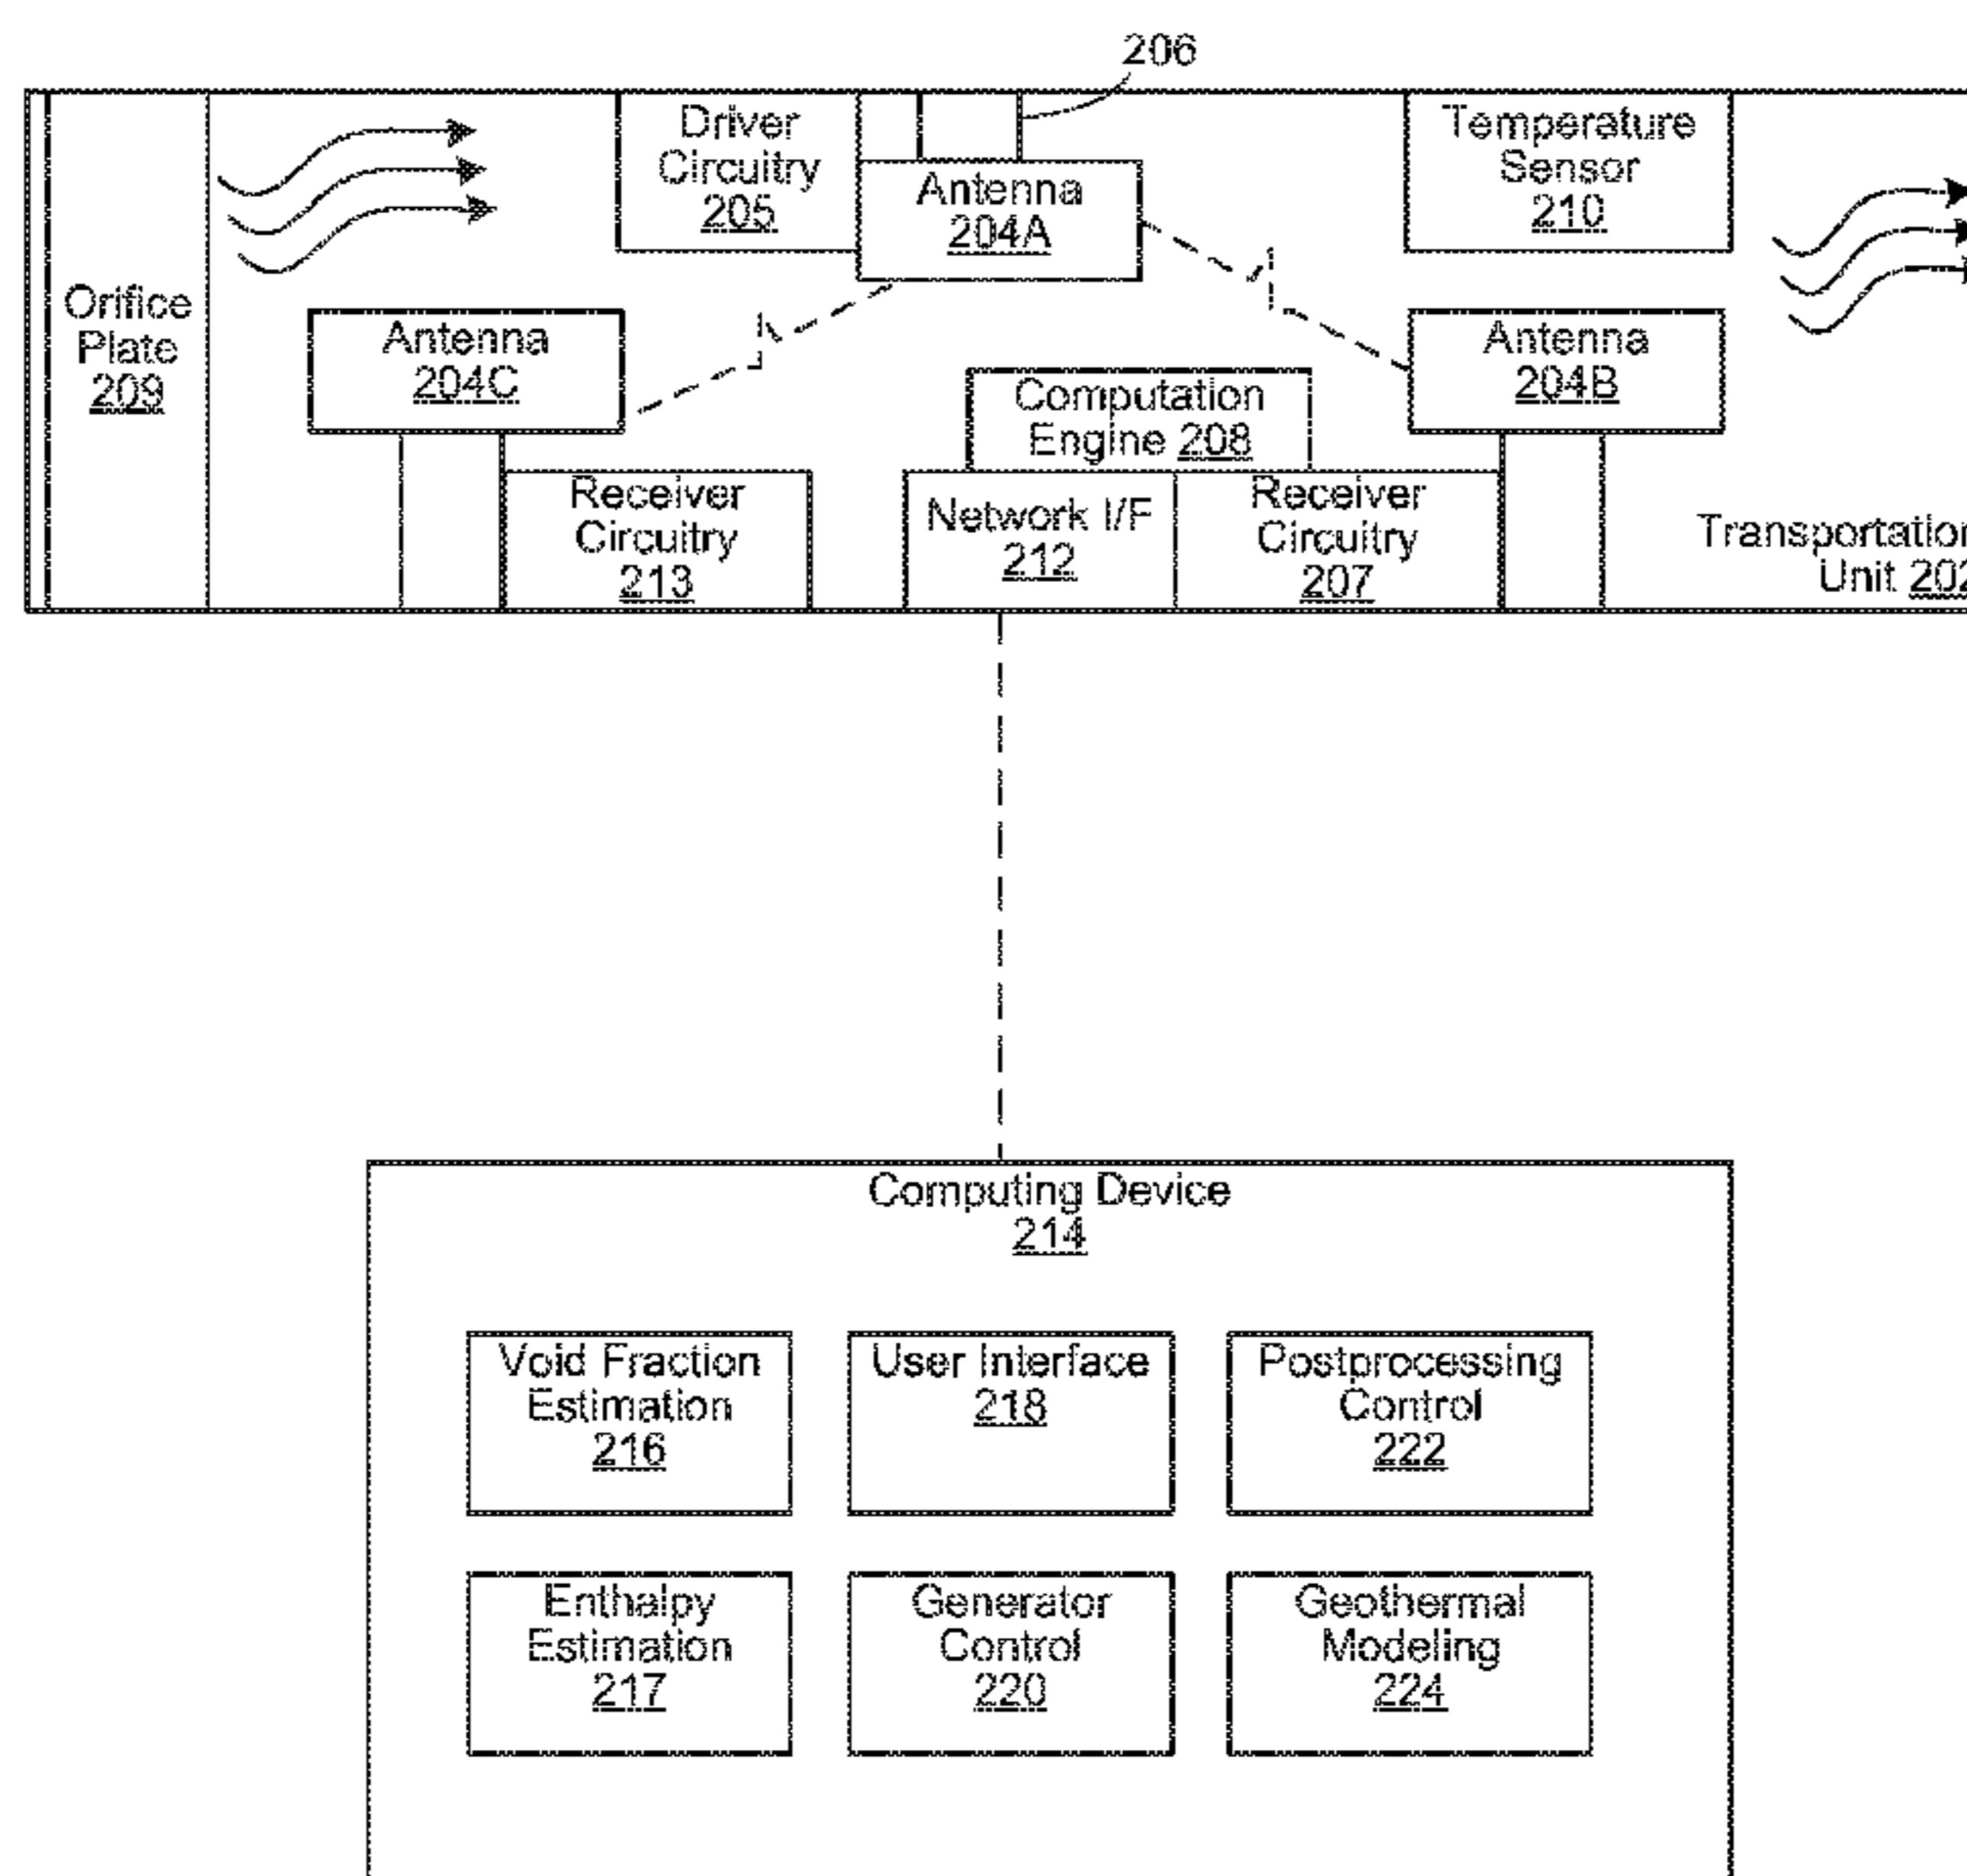 206
Driver
Circuitry
205
Antenna
204A
Temperature
Sensor
210
Orifice
Plate
209
Antenna
204C
Antenna
204B
Computation
Engine 208
Receiver
Circuitry
213
Network I/F
212
Receiver
Circuitry
207
Transportation
Unit 202
Computing Device
214
Void Fraction
Estimation
216
User Interface
218
Postprocessing
Control
222
Enthalpy
Estimation
217
Generator
Control
220
Geothermal
Modeling
224